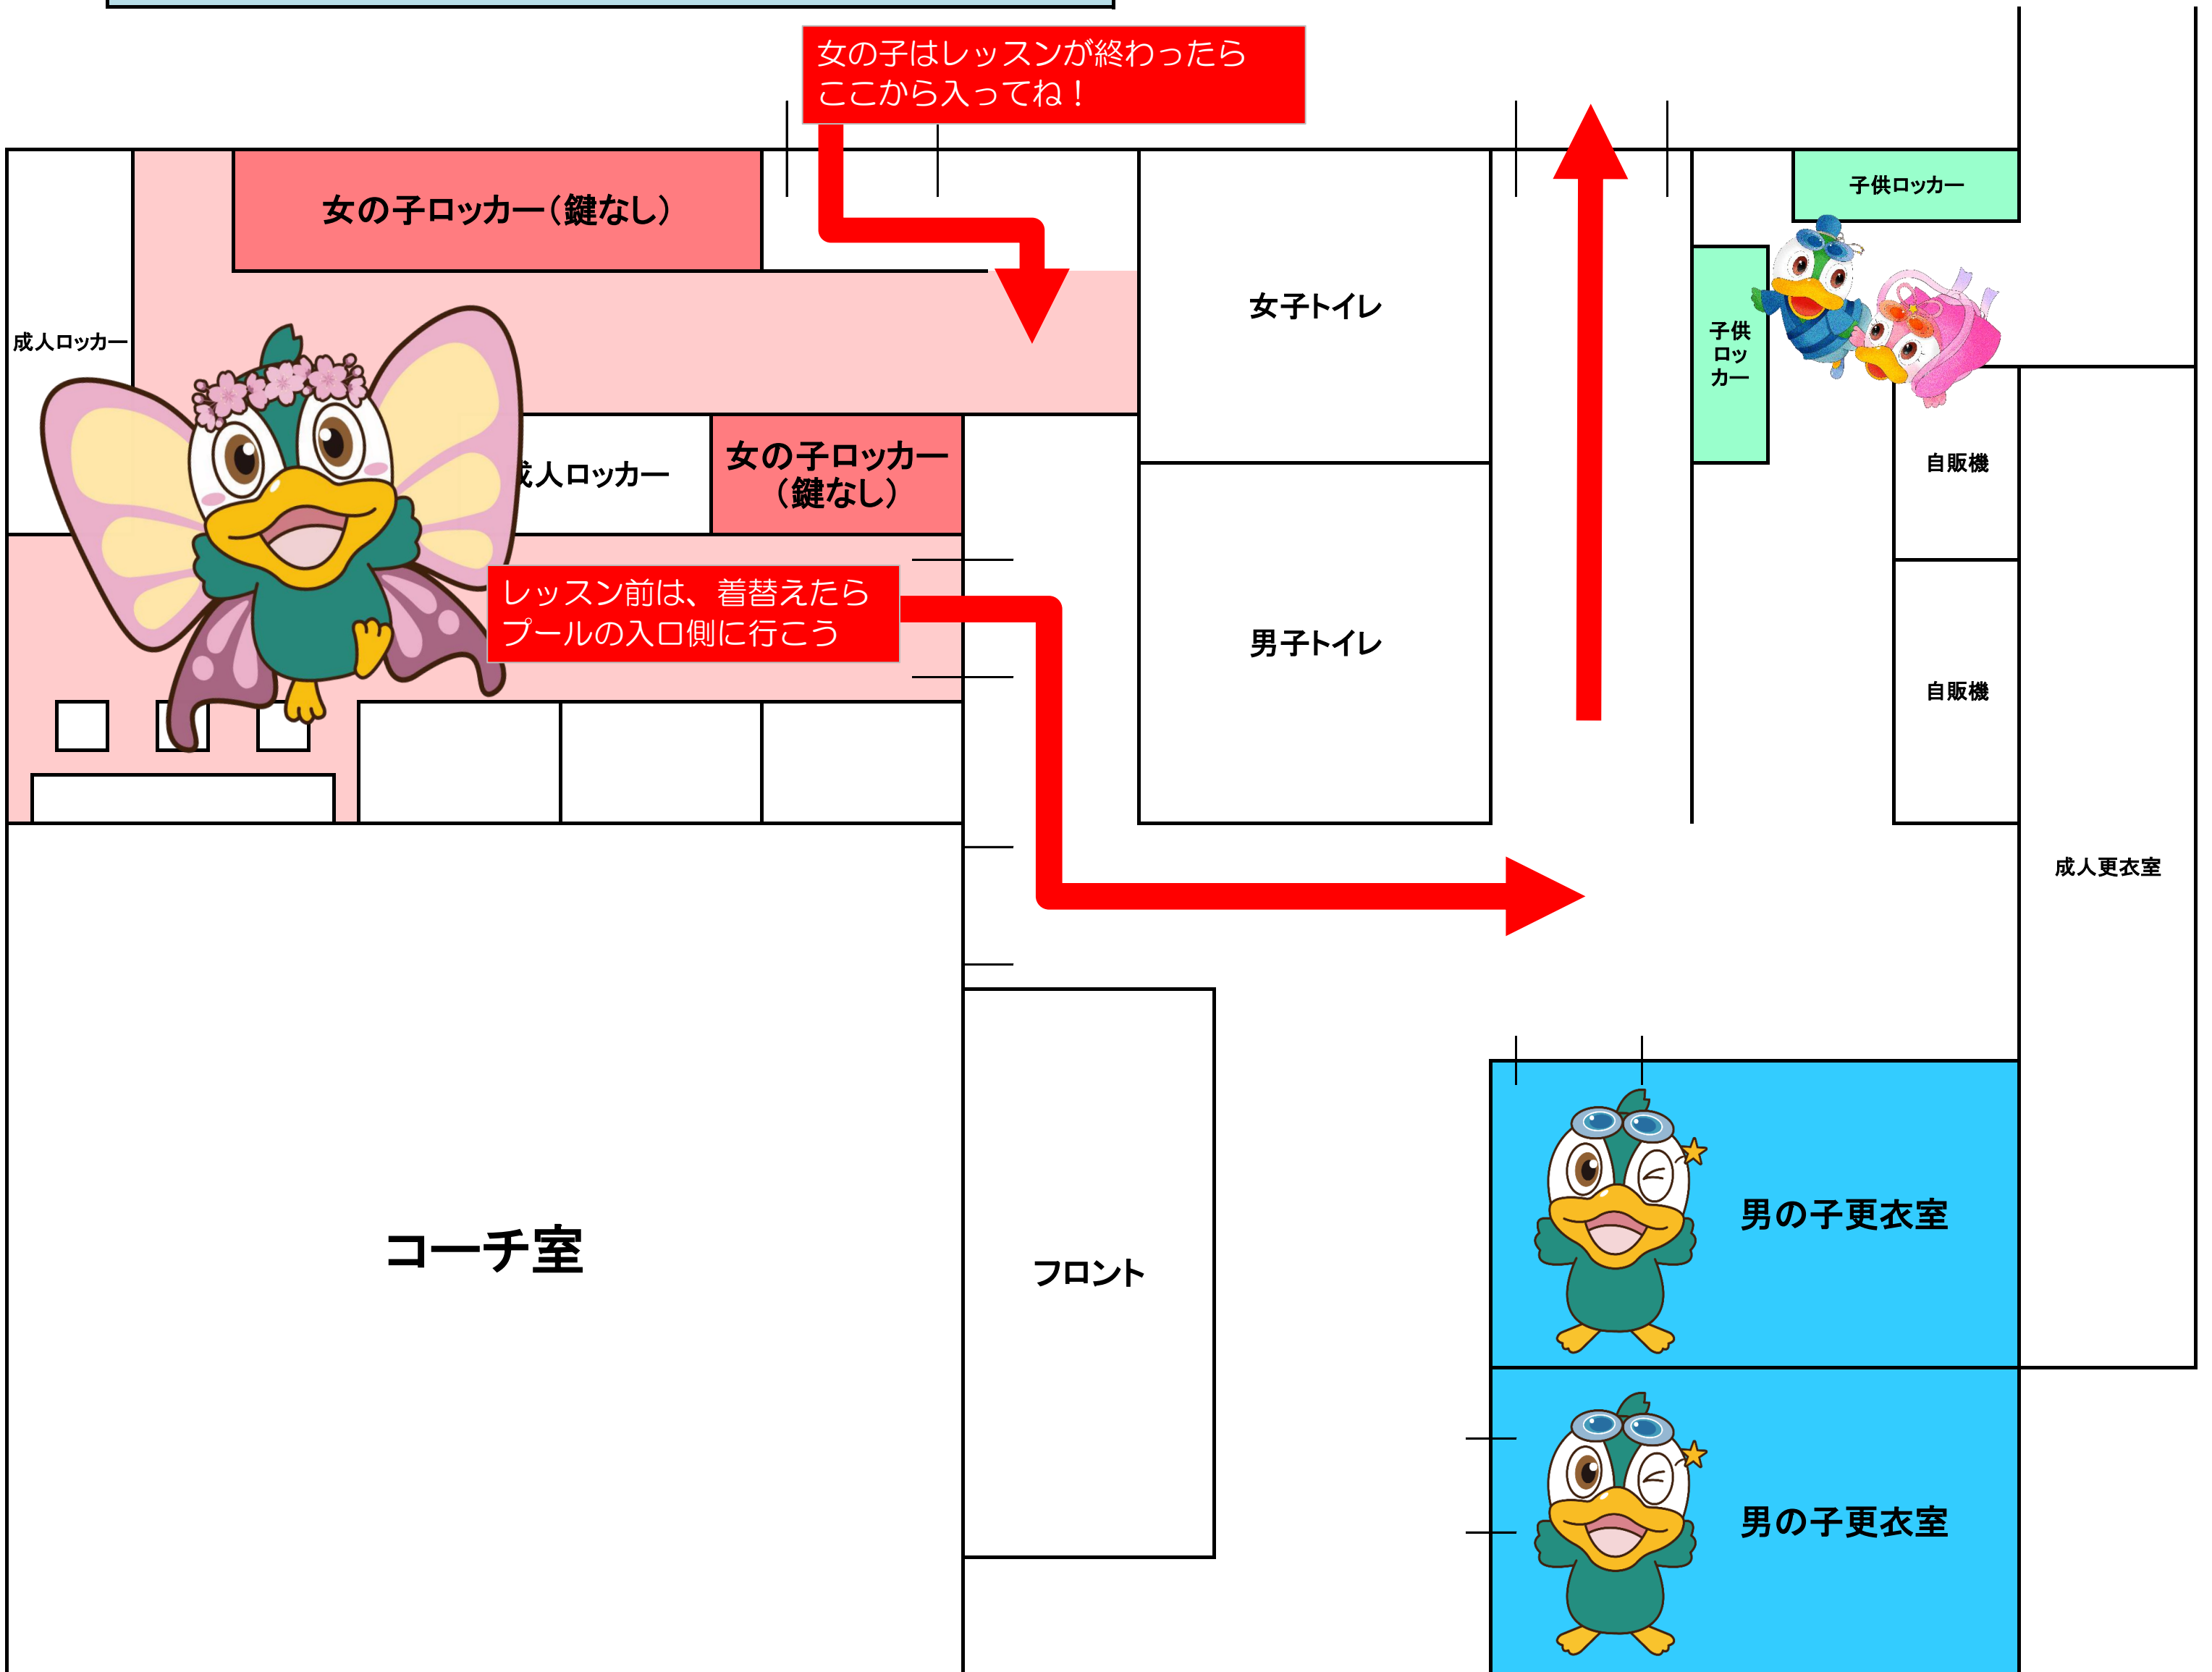 女の子はレッスンが終わったら
ここから入ってね！
女の子ロッカー（鍵なし）
子供ロッカー
成人ロッカー
女子トイレ
子供
ロッ
カー
成人ロッカー
女の子ロッカー
（鍵なし）
自販機
レッスン前は、着替えたら
プールの入口側に行こう
男子トイレ
自販機
成人更衣室
コーチ室
フロント
男の子更衣室
男の子更衣室